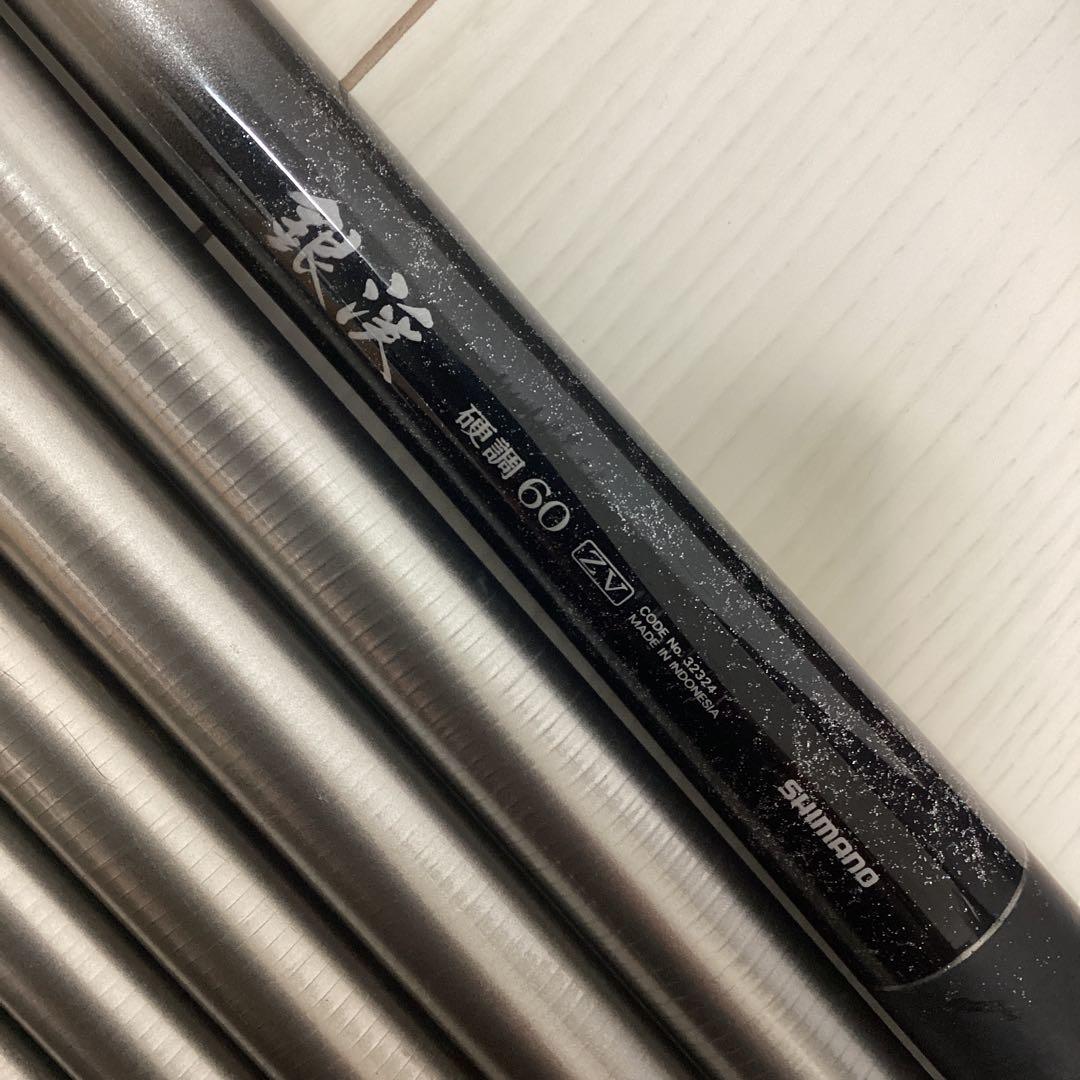 銀渓
硬調 60 ZV
CODE No. 32324
MADE IN INDONESIA
SHIMANO